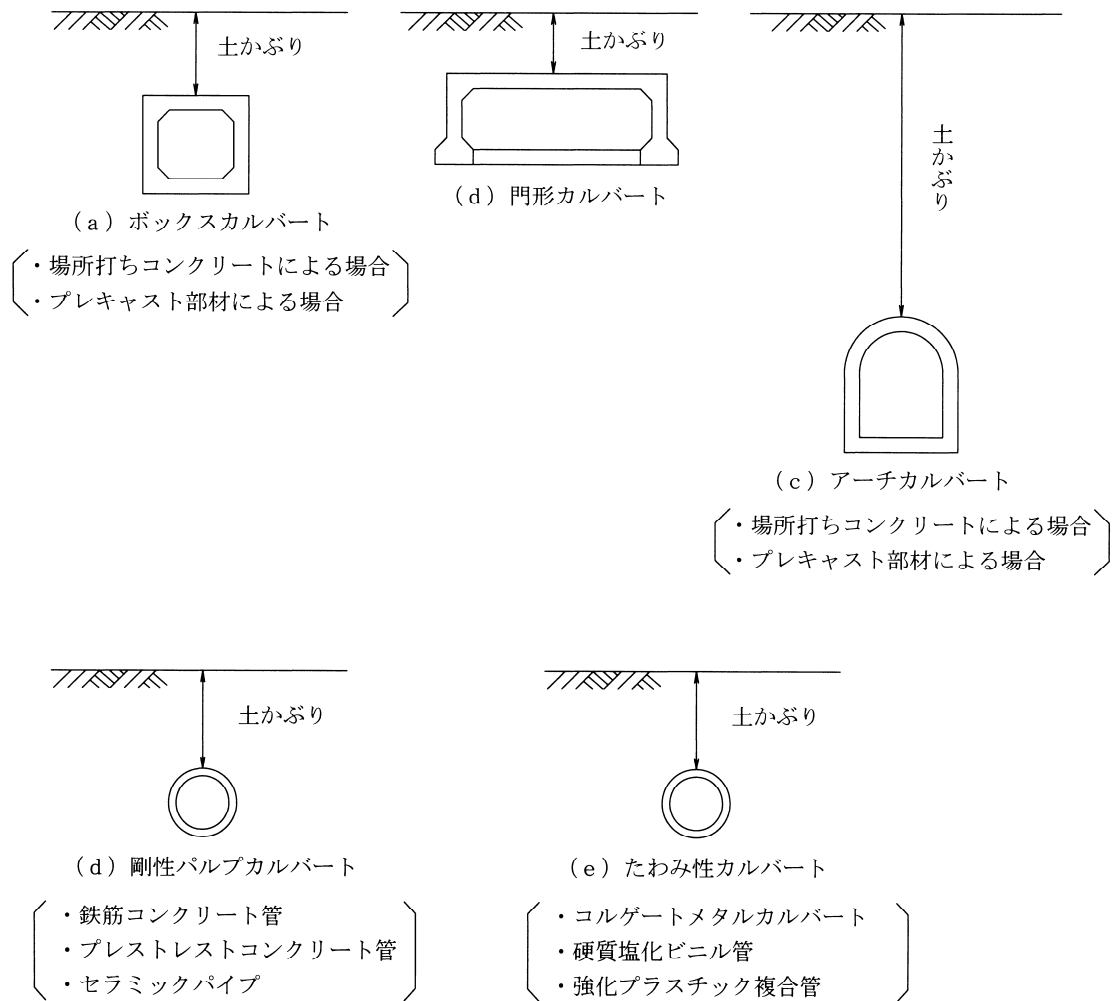 土かぶり
(a)ボックスカルバート
・場所打ちコンクリートによる場合
・プレキャスト部材による場合
土かぶり
(d)門形カルバート
土かぶり
(c)アーチカルバート
・場所打ちコンクリートによる場合
・プレキャスト部材による場合
土かぶり
(d)剛性パルプカルバート
・鉄筋コンクリート管
・プレストレストコンクリート管
・セラミックパイプ
土かぶり
(e)たわみ性カルバート
・コルゲートメタルカルバート
・硬質塩化ビニル管
・強化プラスチック複合管